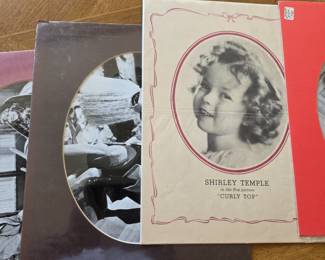 SHIRLEY TEMPLE
in the Fox picture
"CURLY TOP"